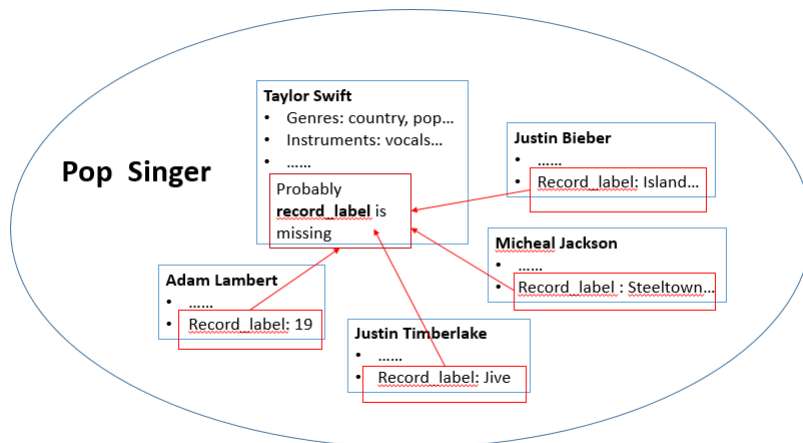 Pop Singer
Taylor Swift
• Genres: country, pop...
• Instruments: vocals...
• ......
Probably
record_label is
missing
Justin Bieber
• ......
• Record_label: Island...
Micheal Jackson
• ......
• Record_label : Steeltown...
Adam Lambert
• ......
• Record_label: 19
Justin Timberlake
• ......
• Record_label: Jive